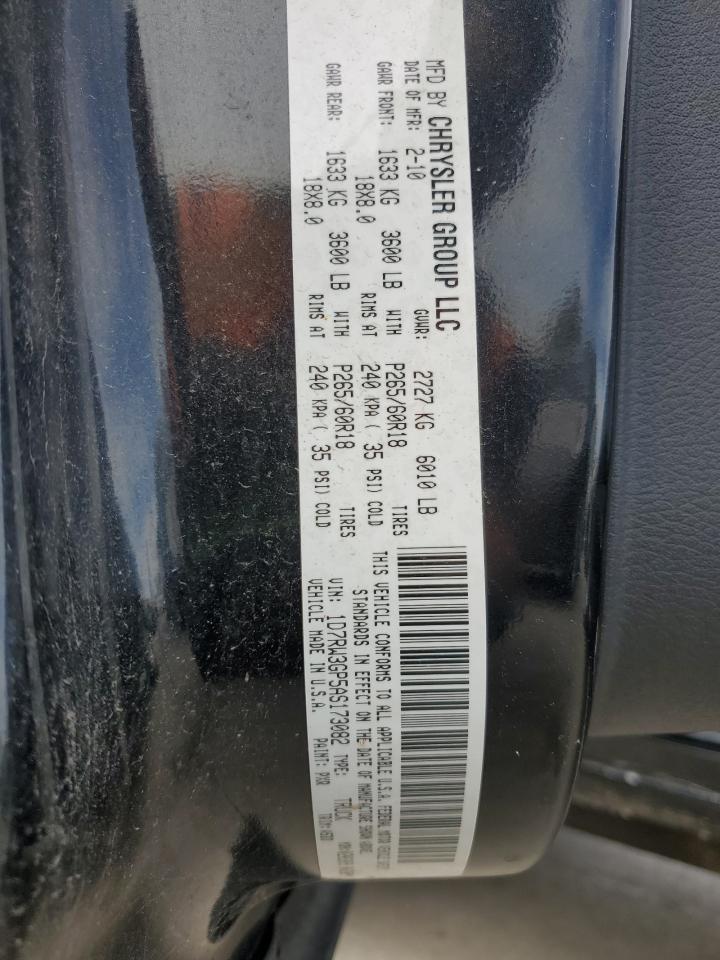 MFD BY CHRYSLER GROUP LLC
DATE OF MFR: 2-10 GVWR: 2727 KG 6010 LB
GAWR FRONT: 1633 KG 3600 LB WITH P265/60R18 TIRES
18X8.0 RIMS AT 240 KPA ( 35 PSI) COLD
GAWR REAR: 1633 KG 3600 LB WITH P265/60R18 TIRES
18X8.0 RIMS AT 240 KPA ( 35 PSI) COLD
THIS VEHICLE CONFORMS TO ALL APPLICABLE U.S.A. FEDERAL MOTOR VEHICLE SAFETY
STANDARDS IN EFFECT ON THE DATE OF MANUFACTURE SHOWN ABOVE.
VIN: 1D7RW3GP5AS173082 TYPE: TRUCK
VEHICLE MADE IN U.S.A. PAINT: PXR TRIM: